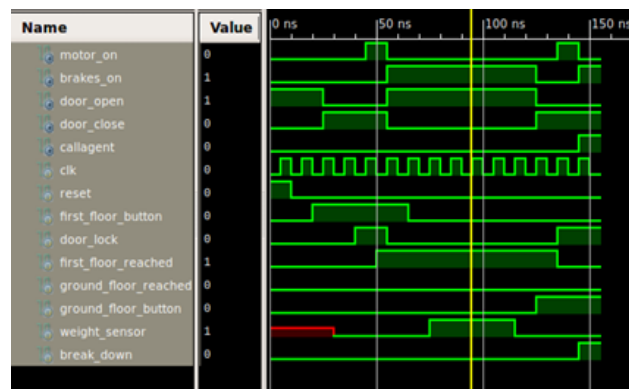 Name Value 0 ns 50 ns 100 ns 150 ns
motor_on 0
brakes_on 1
door_open 1
door_close 0
callagent 0
clk 0
reset 0
first_floor_button 0
door_lock 0
first_floor_reached 1
ground_floor_reached 0
ground_floor_button 0
weight_sensor 1
break_down 0